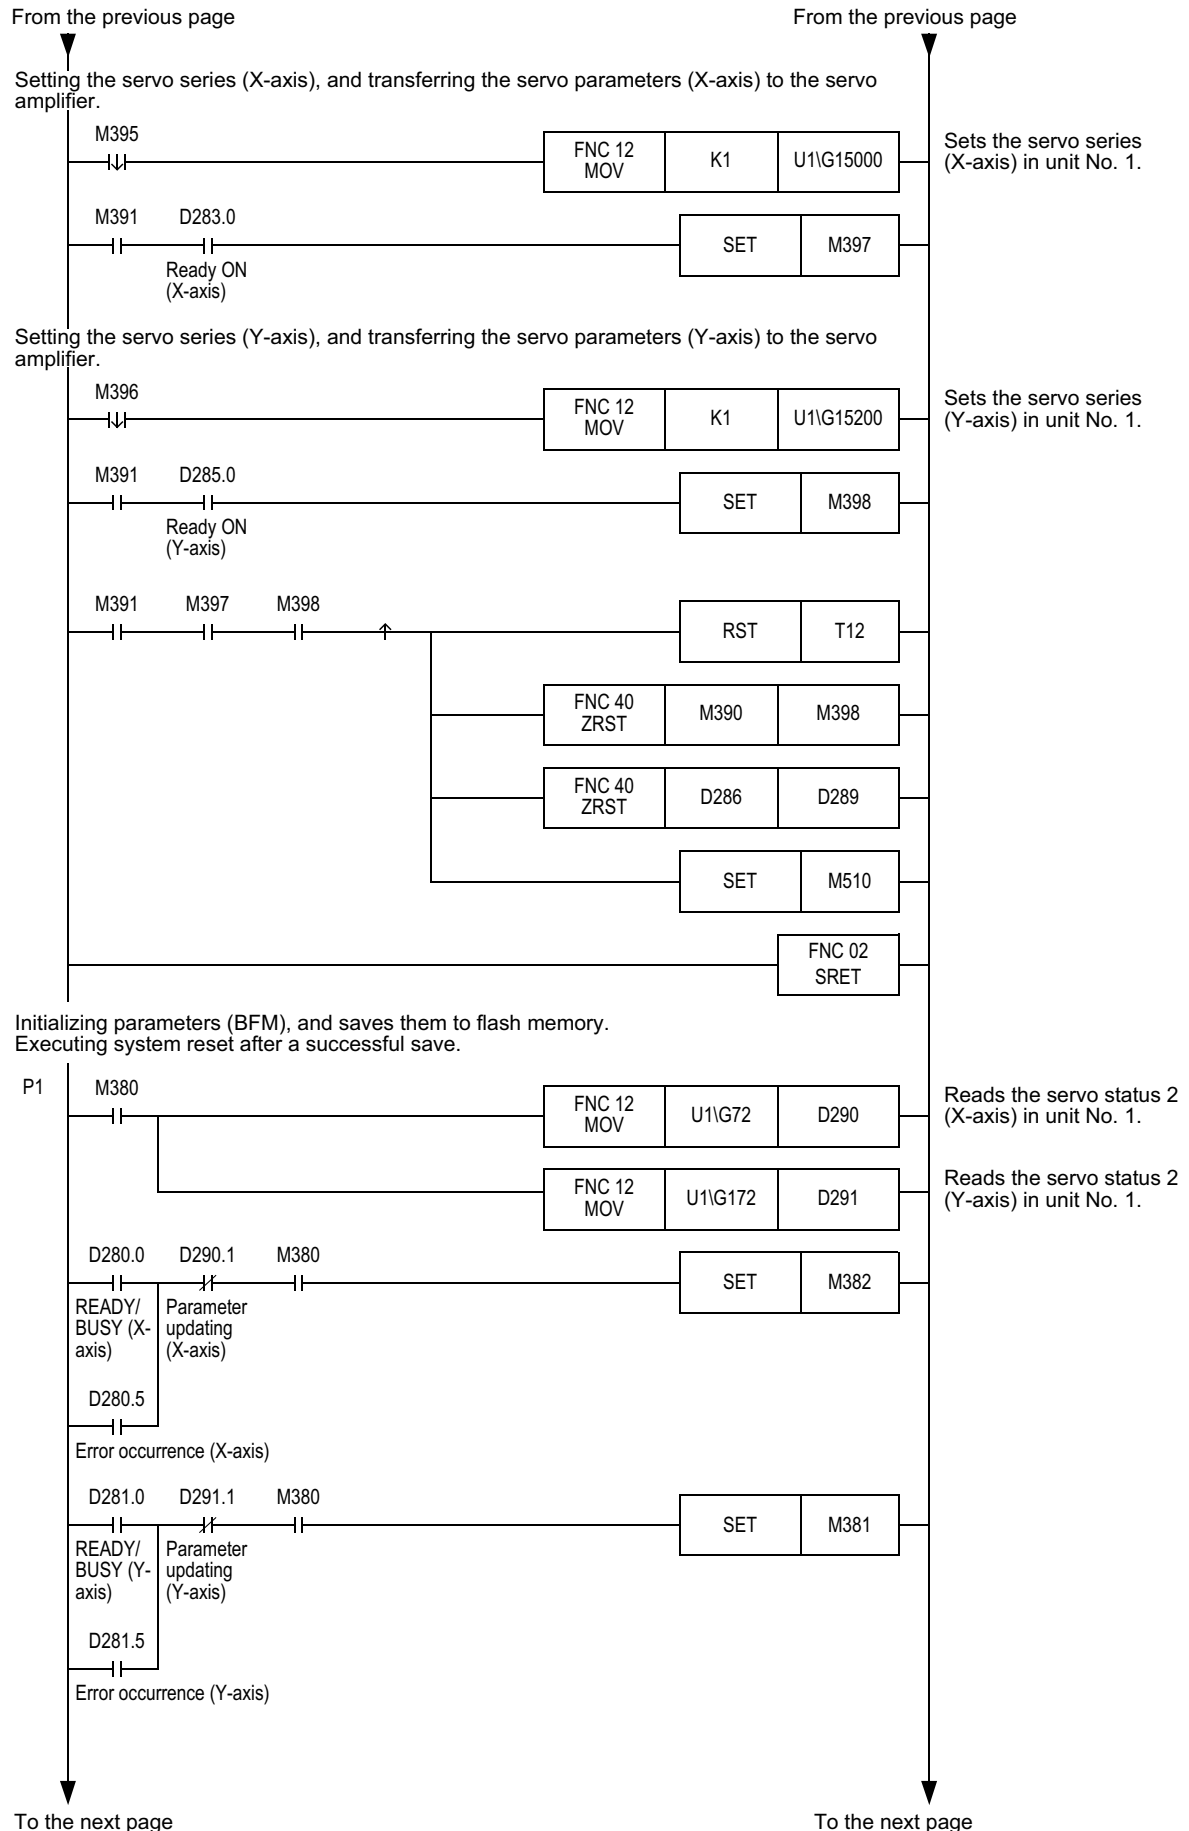 From the previous page
From the previous page
Setting the servo series (X-axis), and transferring the servo parameters (X-axis) to the servo
amplifier.
M395
FNC 12
MOV
K1
U1\G15000
Sets the servo series
(X-axis) in unit No. 1.
M391
D283.0
Ready ON
(X-axis)
SET
M397
Setting the servo series (Y-axis), and transferring the servo parameters (Y-axis) to the servo
amplifier.
M396
FNC 12
MOV
K1
U1\G15200
Sets the servo series
(Y-axis) in unit No. 1.
M391
D285.0
Ready ON
(Y-axis)
SET
M398
M391
M397
M398
RST
T12
FNC 40
ZRST
M390
M398
FNC 40
ZRST
D286
D289
SET
M510
FNC 02
SRET
Initializing parameters (BFM), and saves them to flash memory.
Executing system reset after a successful save.
P1
M380
FNC 12
MOV
U1\G72
D290
Reads the servo status 2
(X-axis) in unit No. 1.
FNC 12
MOV
U1\G172
D291
Reads the servo status 2
(Y-axis) in unit No. 1.
D280.0
D290.1
M380
READY/
BUSY (X-
axis)
Parameter
updating
(X-axis)
SET
M382
D280.5
Error occurrence (X-axis)
D281.0
D291.1
M380
READY/
BUSY (Y-
axis)
Parameter
updating
(Y-axis)
SET
M381
D281.5
Error occurrence (Y-axis)
To the next page
To the next page